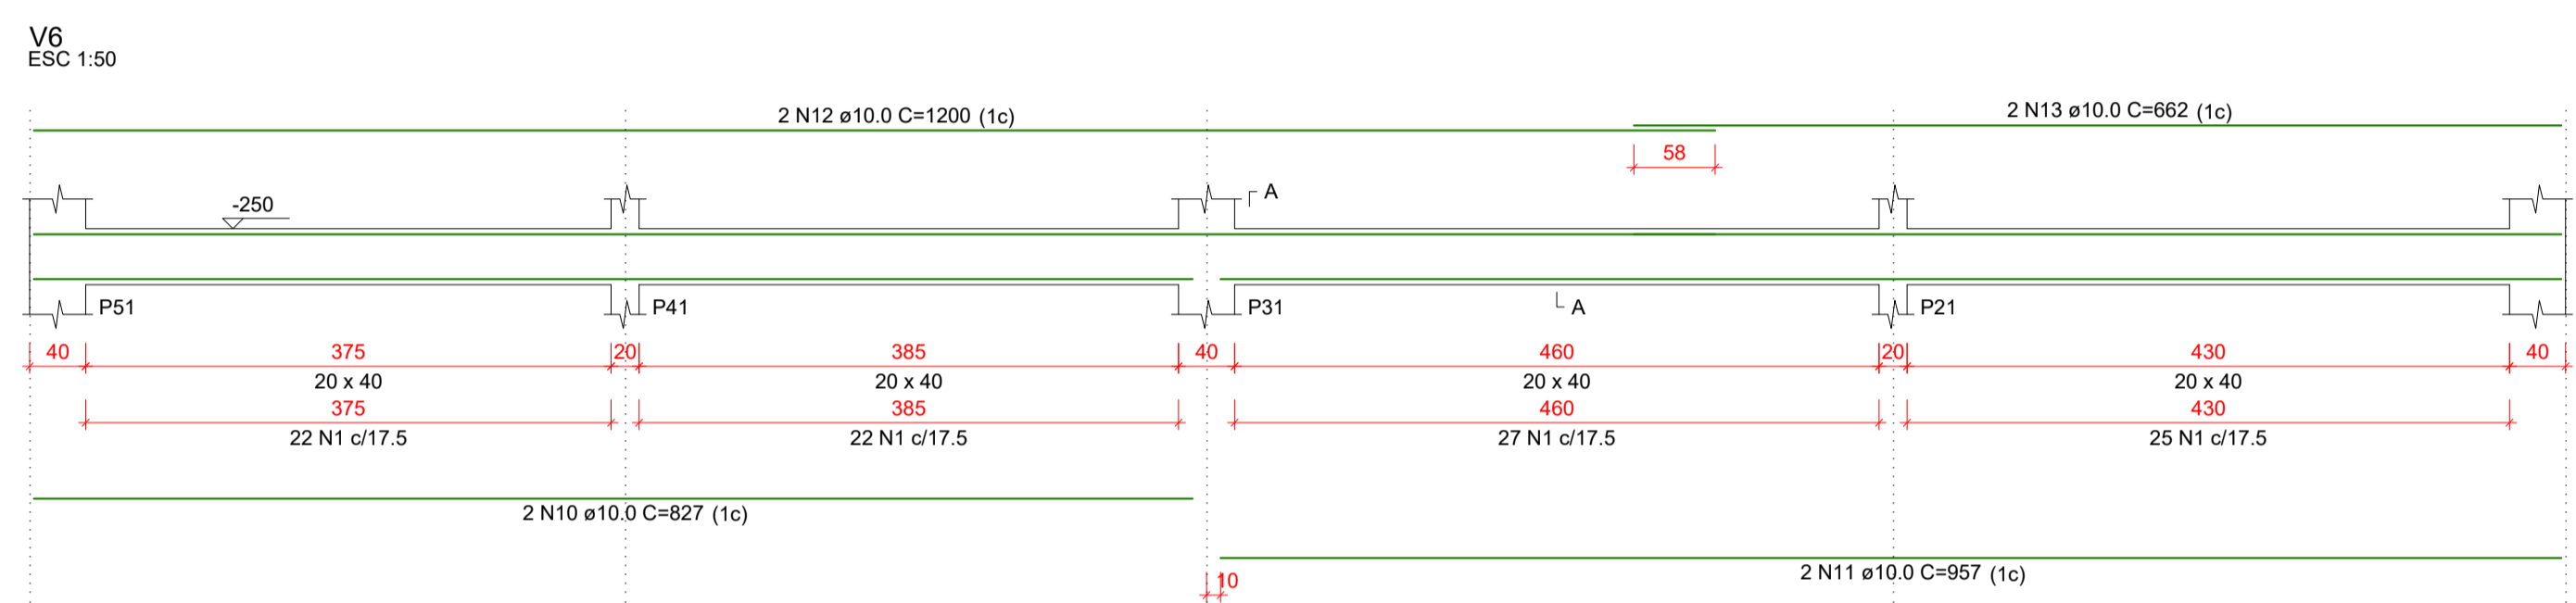 V6
ESC 1:50
2 N12 ø10.0 C=1200 (1c)
2 N13 ø10.0 C=662 (1c)
58
A
-250
P51
P41
P31
A
P21
40 375 20 385 40 460 20 430 40
20 x 40 20 x 40 20 x 40 20 x 40
375 385 460 430
22 N1 c/17.5 22 N1 c/17.5 27 N1 c/17.5 25 N1 c/17.5
2 N10 ø10.0 C=827 (1c)
10
2 N11 ø10.0 C=957 (1c)